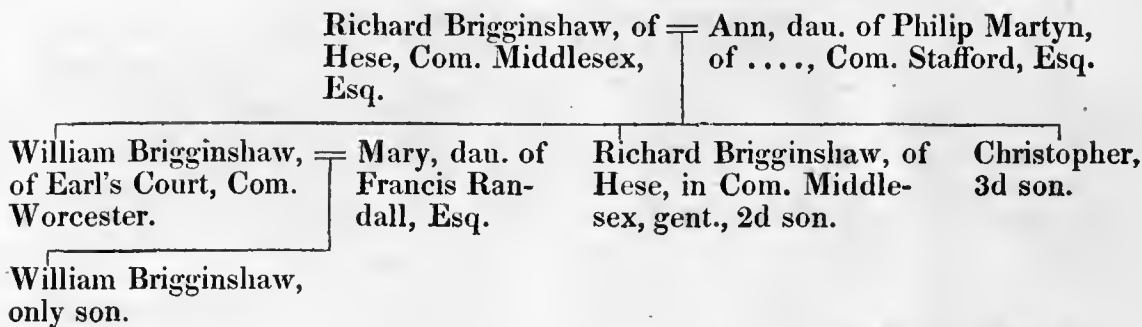 Richard Brigginshaw, of = Ann, dau. of Philip Martyn,
Hese, Com. Middlesex, of ...., Com. Stafford, Esq.
Esq.
William Brigginshaw, = Mary, dau. of Richard Brigginshaw, of Christopher,
of Earl's Court, Com. Francis Ran- Hese, in Com. Middle- 3d son.
Worcester. dall, Esq. sex, gent., 2d son.
William Brigginshaw,
only son.